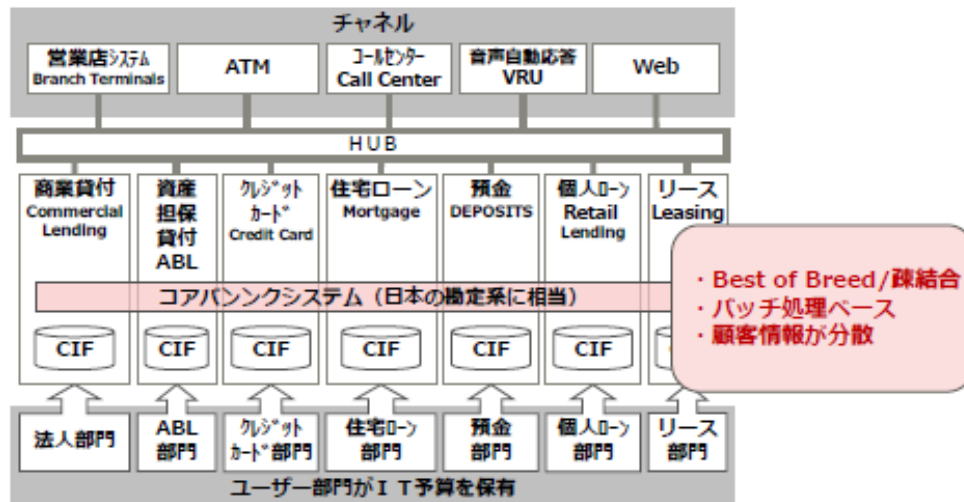 チャネル
営業店ｼｽﾃﾑ
Branch Terminals
ATM
ｺｰﾙｾﾝﾀｰ
Call Center
音声自動応答
VRU
Web
HUB
商業貸付
Commercial
Lending
資産
担保
貸付
ABL
ｸﾚｼﾞｯﾄ
ｶｰﾄﾞ
Credit Card
住宅ローン
Mortgage
預金
DEPOSITS
個人ﾛｰﾝ
Retail
Lending
リース
Leasing
コアバンンクシステム（日本の勘定系に相当）
・Best of Breed/疎結合
・バッチ処理ベース
・顧客情報が分散
CIF
CIF
CIF
CIF
CIF
CIF
法人部門
ABL
部門
ｸﾚｼﾞｯﾄ
ｶｰﾄﾞ部門
住宅ﾛｰﾝ
部門
預金
部門
個人ﾛｰﾝ
部門
リース
部門
ユーザー部門がＩＴ予算を保有